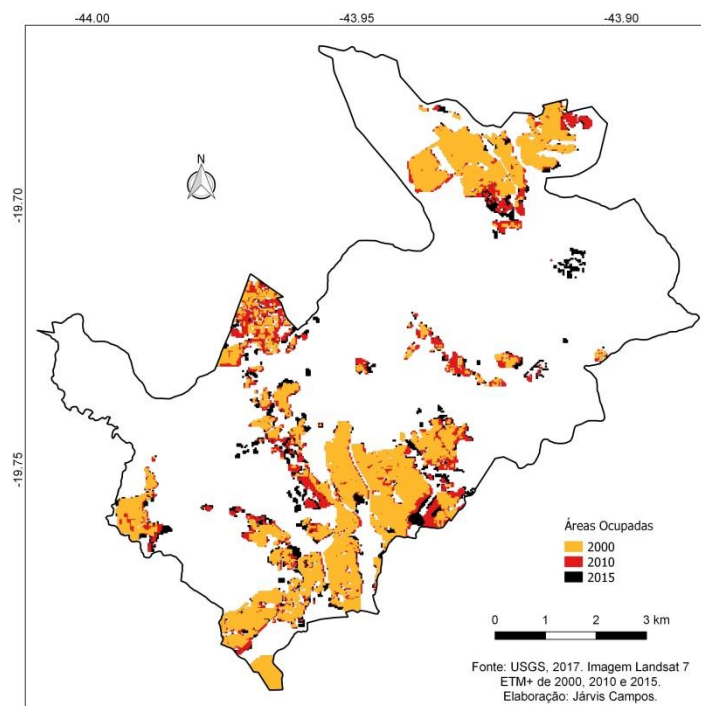 -44.00 -43.95 -43.90
N
-19.70
-19.75
Áreas Ocupadas
2000
2010
2015
0 1 2 3 km
Fonte: USGS, 2017. Imagem Landsat 7
ETM+ de 2000, 2010 e 2015.
Elaboração: Járvis Campos.